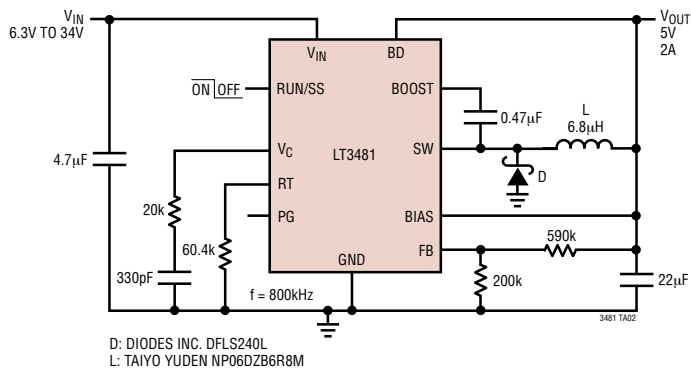 VIN
6.3V TO 34V
VOUT
5V
2A
VIN
BD
ON OFF
RUN/SS
BOOST
0.47µF
L
6.8µH
4.7µF
VC
LT3481
SW
D
RT
20k
PG
BIAS
60.4k
590k
FB
GND
330pF
f = 800kHz
200k
22µF
3481 TA02
D: DIODES INC. DFLS240L
L: TAIYO YUDEN NP06DZB6R8M